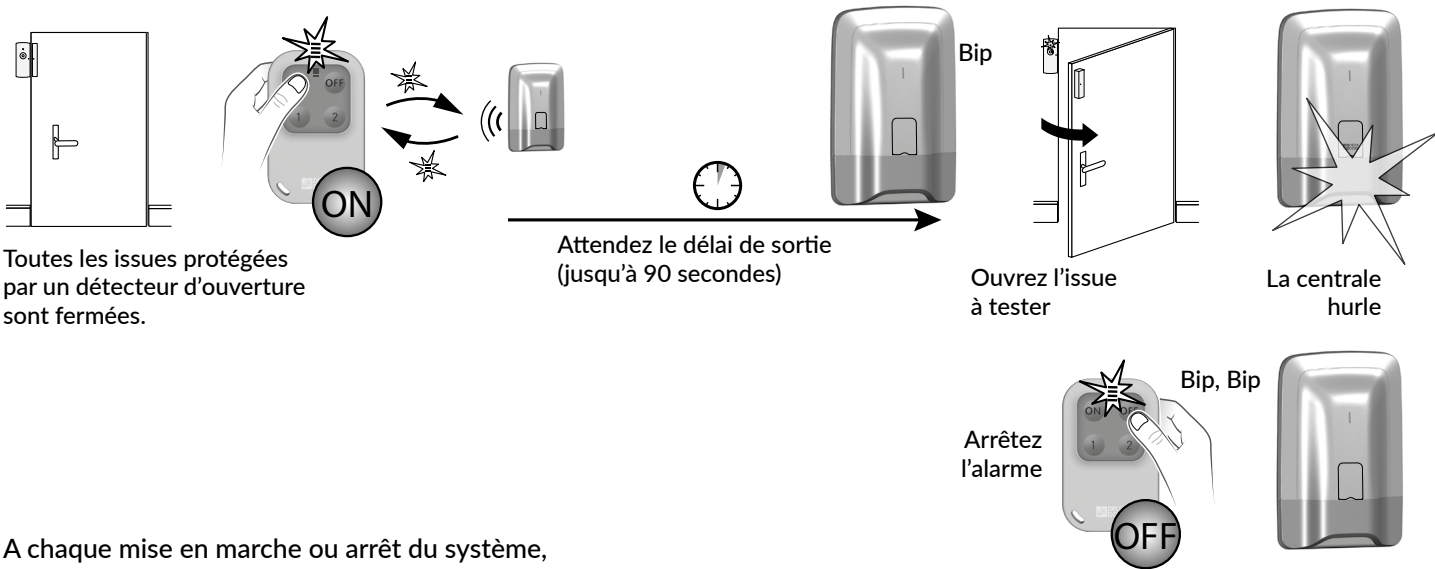 OFF
1 2
ON
Bip
Toutes les issues protégées
par un détecteur d'ouverture
sont fermées.
Attendez le délai de sortie
(jusqu'à 90 secondes)
Ouvrez l'issue
à tester
La centrale
hurle
Bip, Bip
Arrêtez
l'alarme
ON OFF
1 2
OFF
A chaque mise en marche ou arrêt du système,